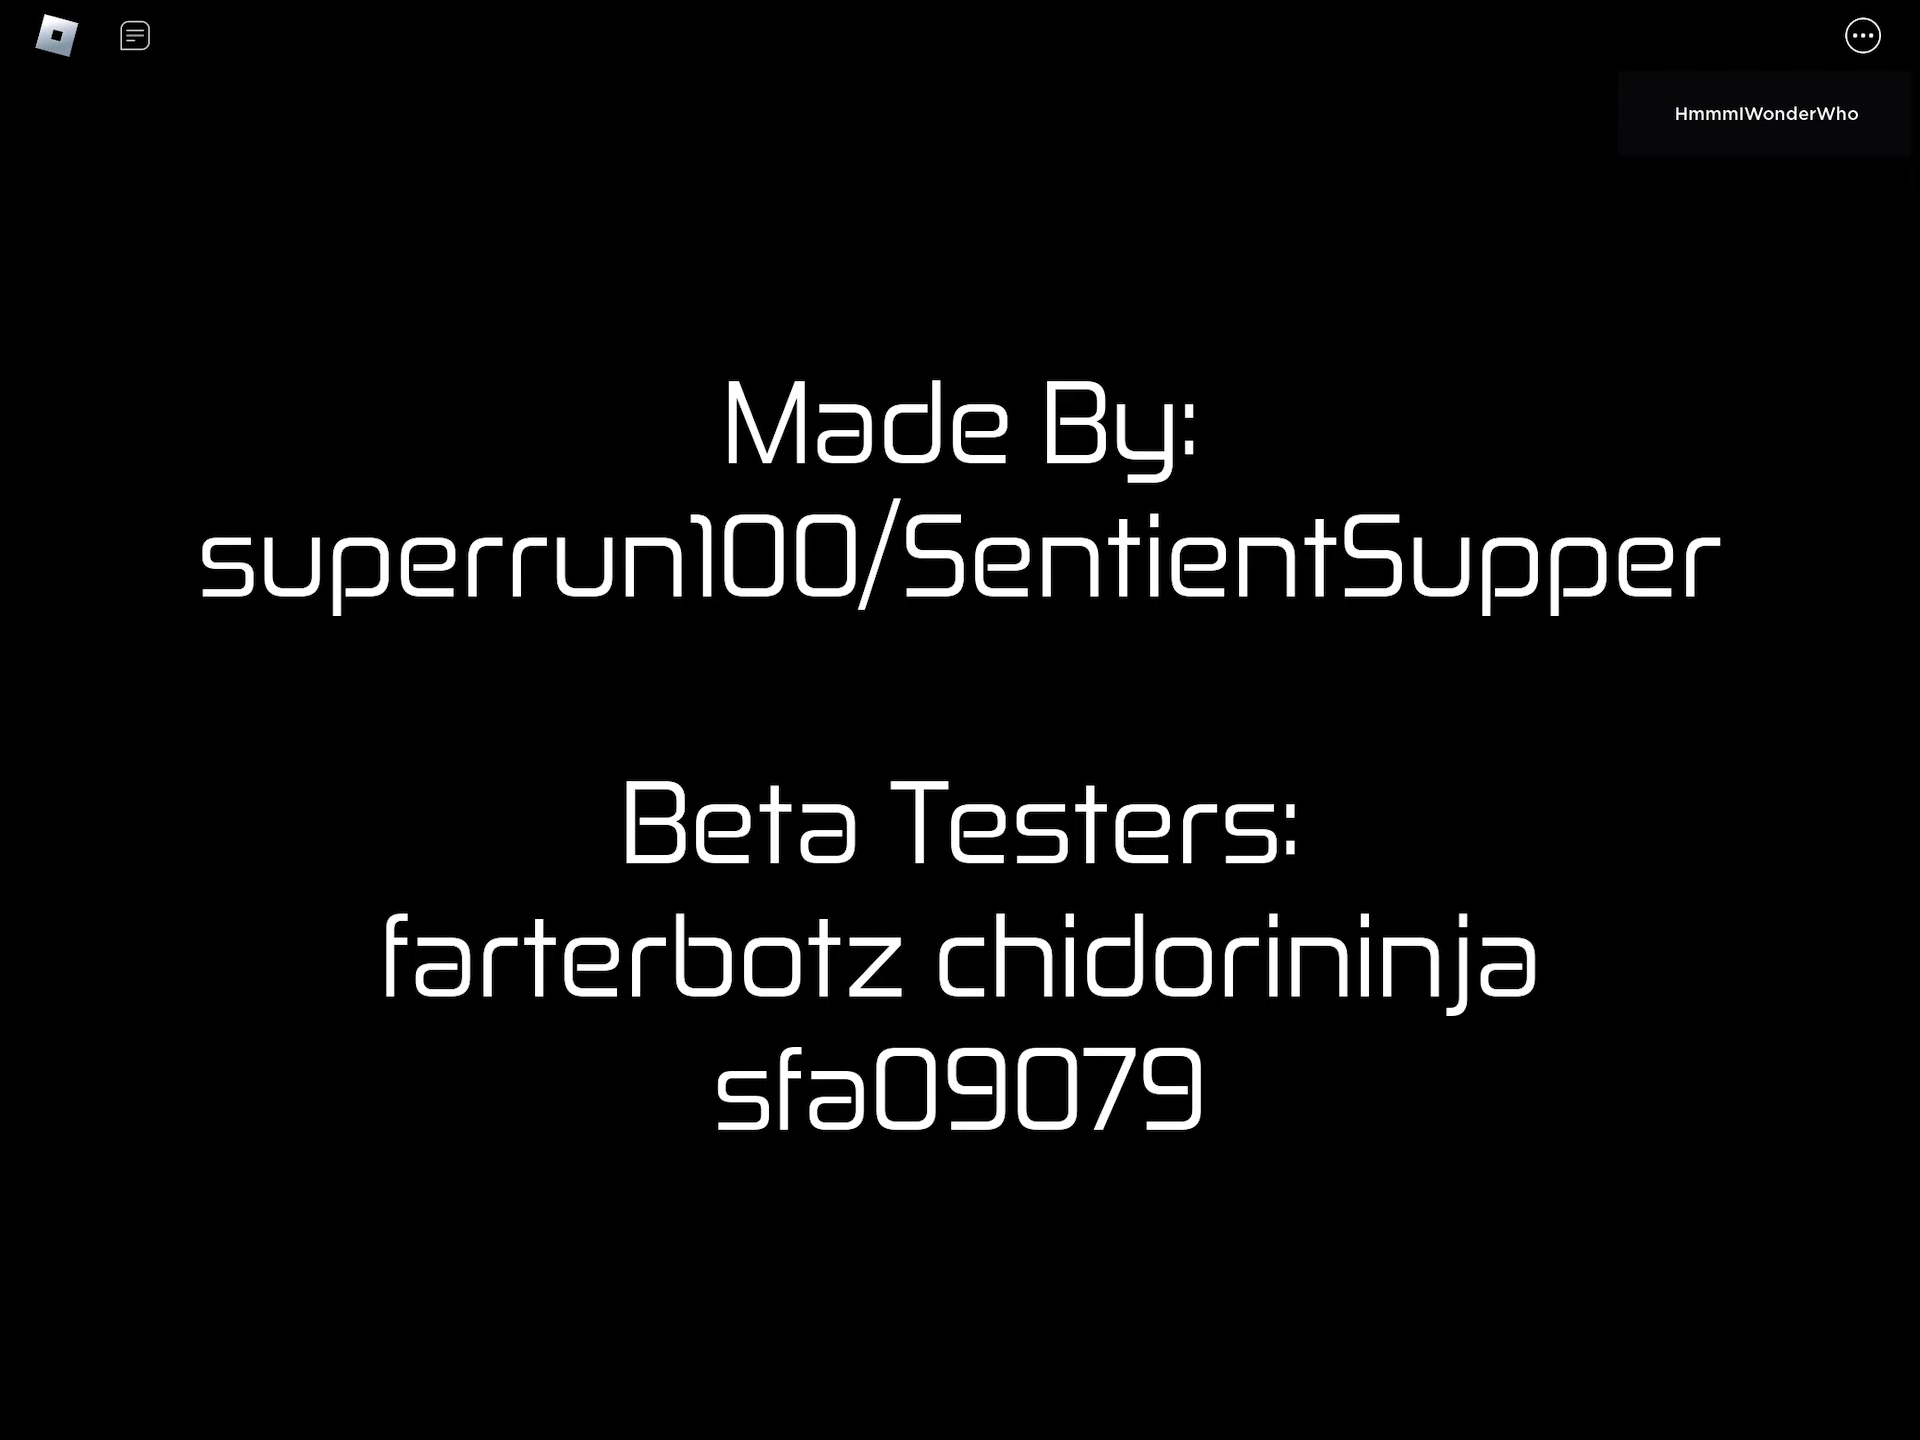 HmmmIWonderWho
Made By:
superrun100/SentientSupper
Beta Testers:
farterbotz chidorininja
sfa09079